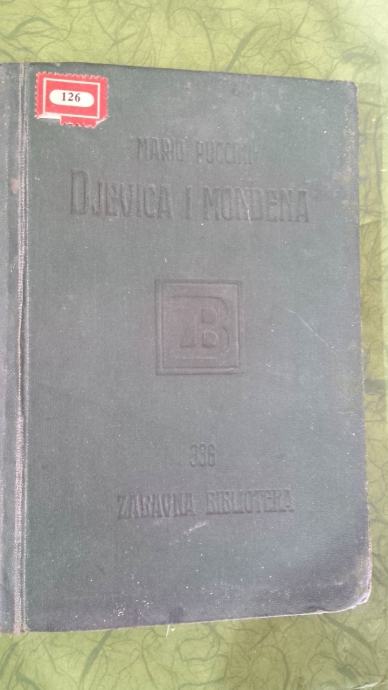 126
MARIO PUCCINI
DJEVICA I MONDENA
ZB
336
ZABAVNA BIBLIOTEKA